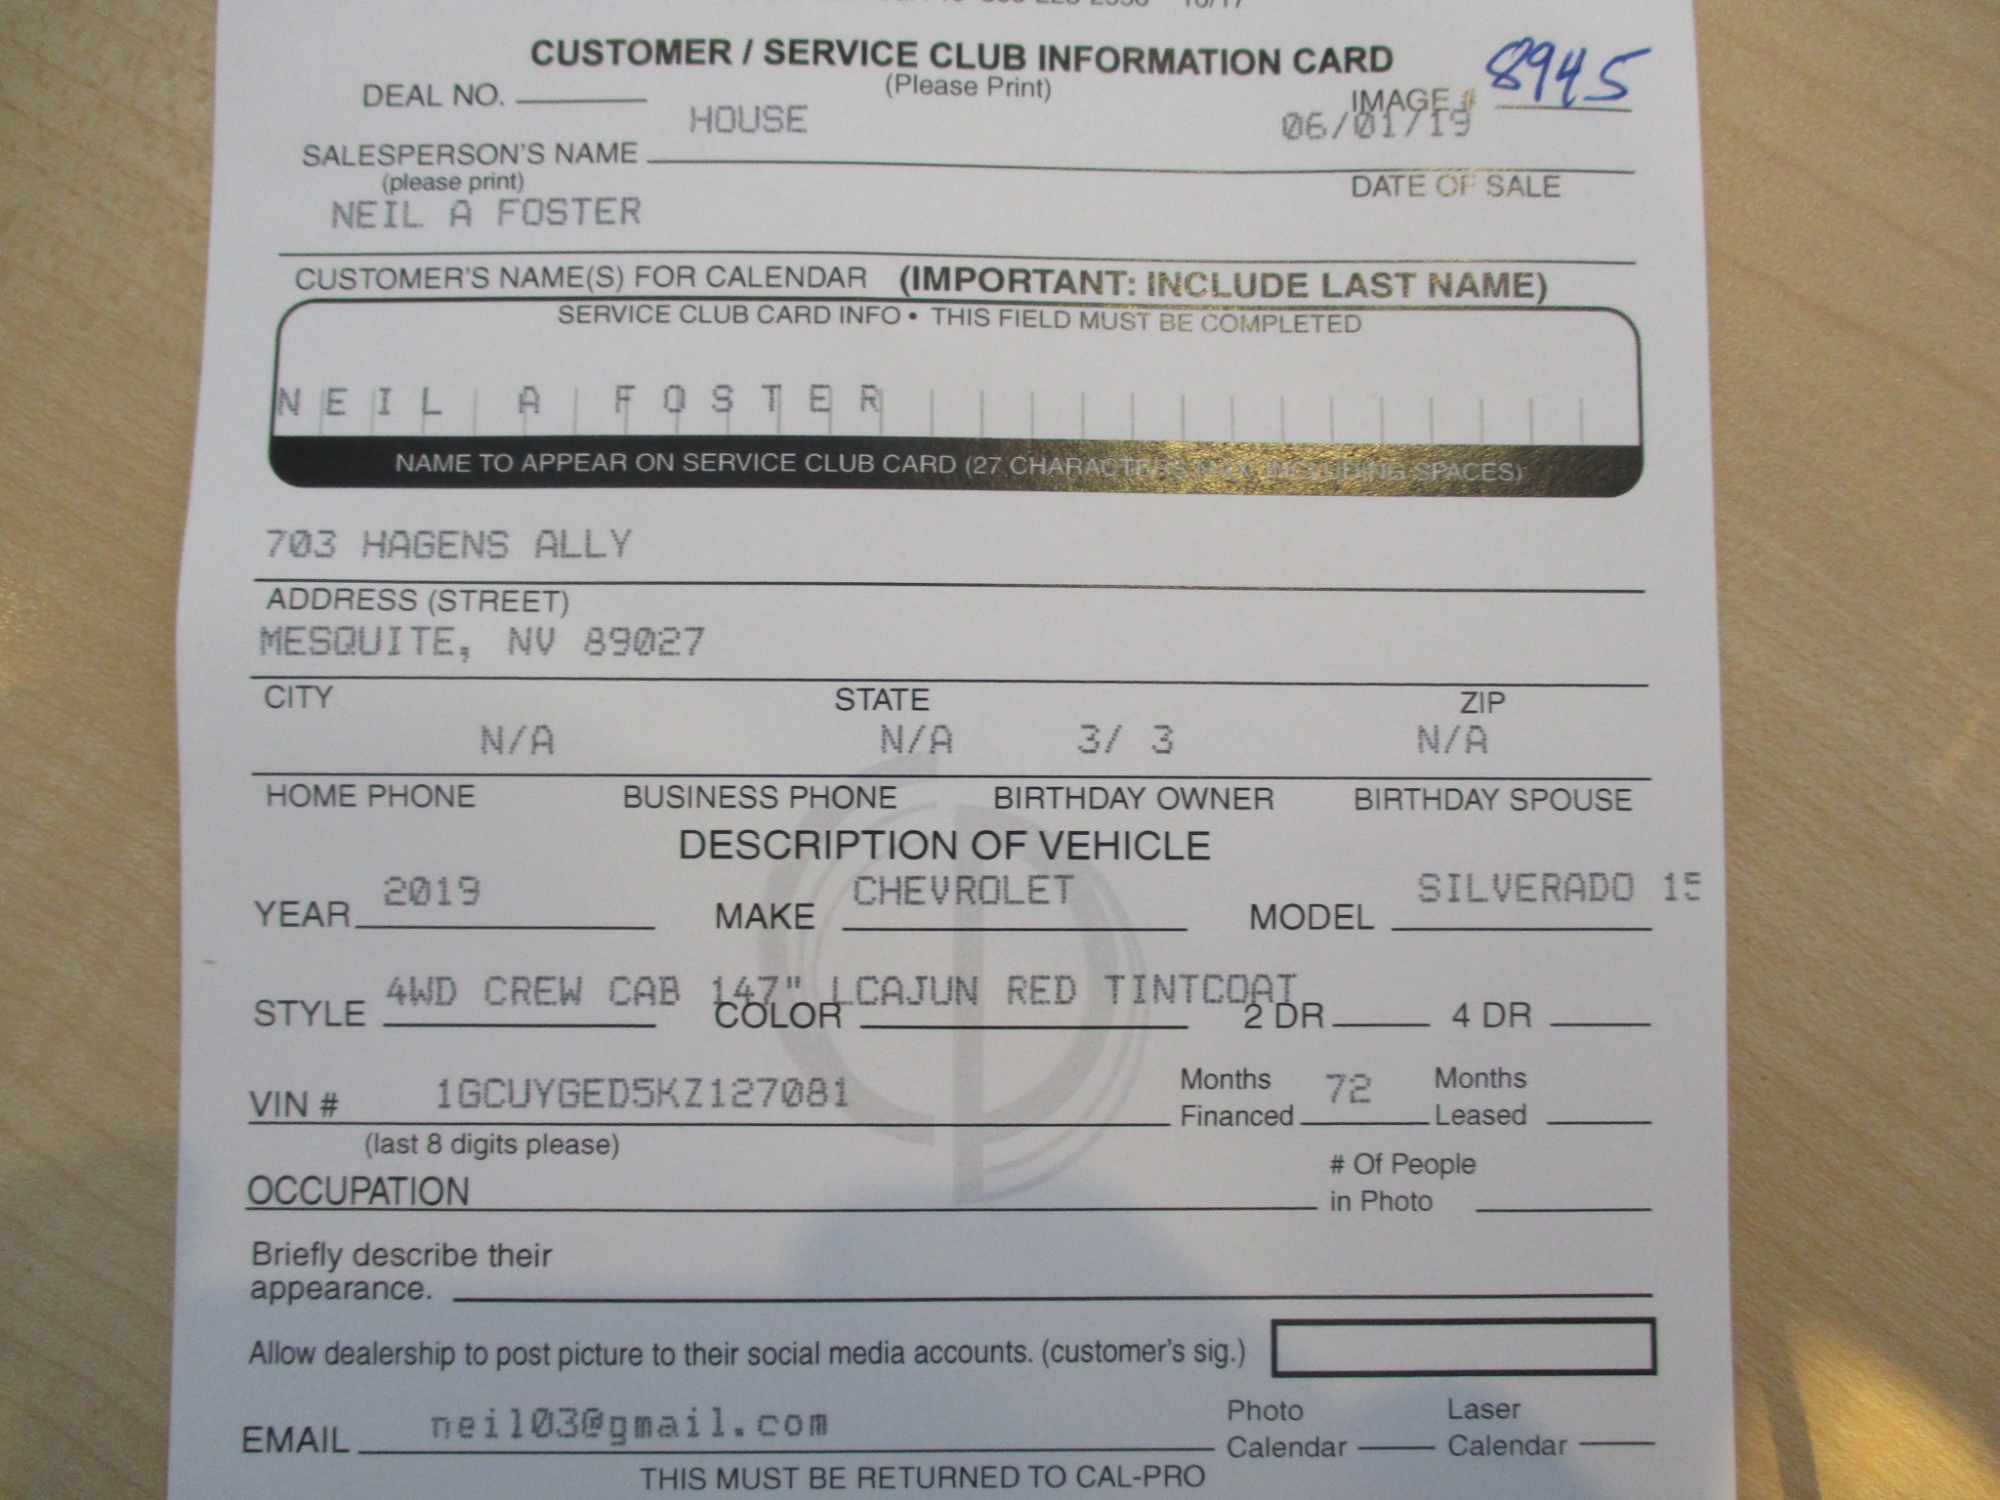 CUSTOMER / SERVICE CLUB INFORMATION CARD
(Please Print)
DEAL NO. IMAGE # 8945
HOUSE 06/01/19
SALESPERSON'S NAME
(please print) DATE OF SALE
NEIL A FOSTER
CUSTOMER'S NAME(S) FOR CALENDAR (IMPORTANT: INCLUDE LAST NAME)
SERVICE CLUB CARD INFO • THIS FIELD MUST BE COMPLETED
NEIL A FOSTER
NAME TO APPEAR ON SERVICE CLUB CARD (27 CHARACTERS MAX INCLUDING SPACES)
703 HAGENS ALLY
ADDRESS (STREET)
MESQUITE, NV 89027
CITY STATE ZIP
N/A N/A 3/ 3 N/A
HOME PHONE BUSINESS PHONE BIRTHDAY OWNER BIRTHDAY SPOUSE
DESCRIPTION OF VEHICLE
YEAR 2019 MAKE CHEVROLET MODEL SILVERADO 15
STYLE 4WD CREW CAB 147" L COLOR CAJUN RED TINTCOAT 2 DR 4 DR
VIN # 1GCUYGED5KZ127081 Months Financed 72 Months Leased
(last 8 digits please)
OCCUPATION # Of People in Photo
Briefly describe their
appearance.
Allow dealership to post picture to their social media accounts. (customer's sig.)
EMAIL neil03@gmail.com Photo Calendar Laser Calendar
THIS MUST BE RETURNED TO CAL-PRO